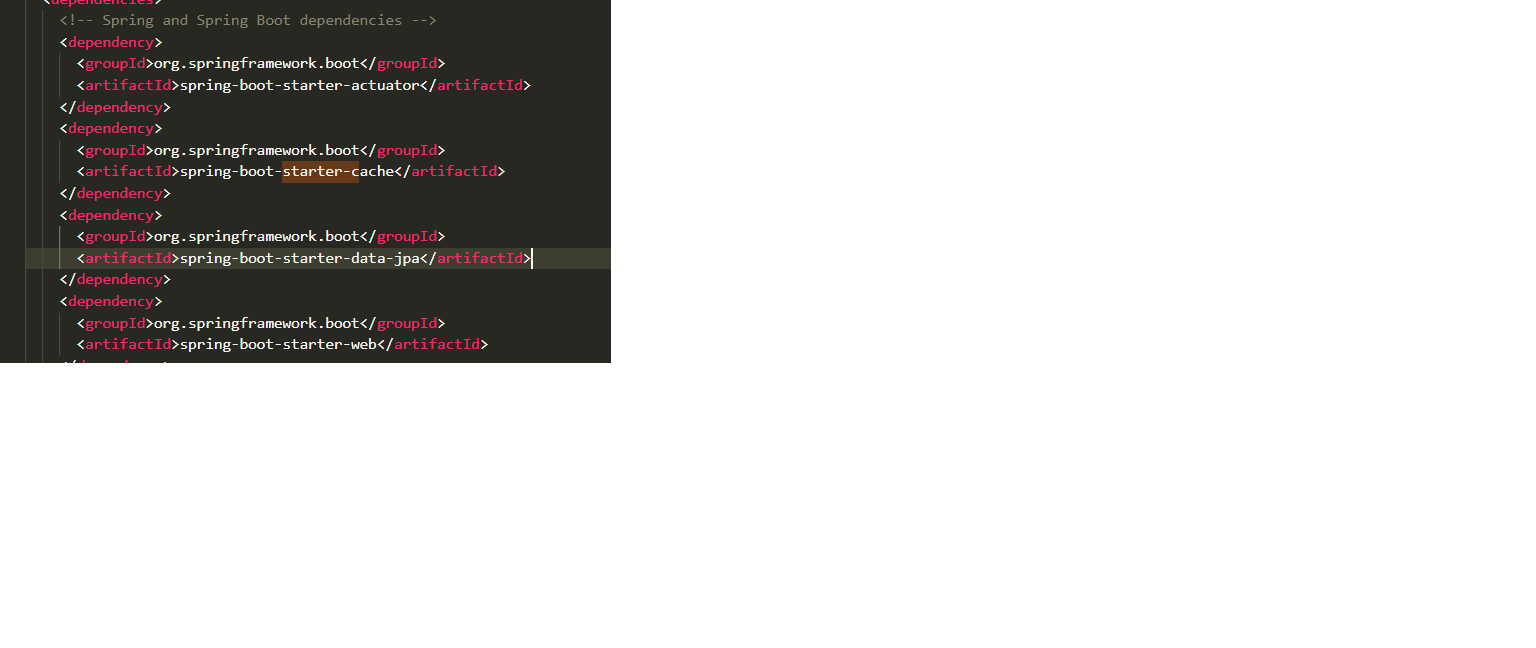 <dependencies>
<!-- Spring and Spring Boot dependencies -->
<dependency>
<groupId>org.springframework.boot</groupId>
<artifactId>spring-boot-starter-actuator</artifactId>
</dependency>
<dependency>
<groupId>org.springframework.boot</groupId>
<artifactId>spring-boot-starter-cache</artifactId>
</dependency>
<dependency>
<groupId>org.springframework.boot</groupId>
<artifactId>spring-boot-starter-data-jpa</artifactId>
</dependency>
<dependency>
<groupId>org.springframework.boot</groupId>
<artifactId>spring-boot-starter-web</artifactId>